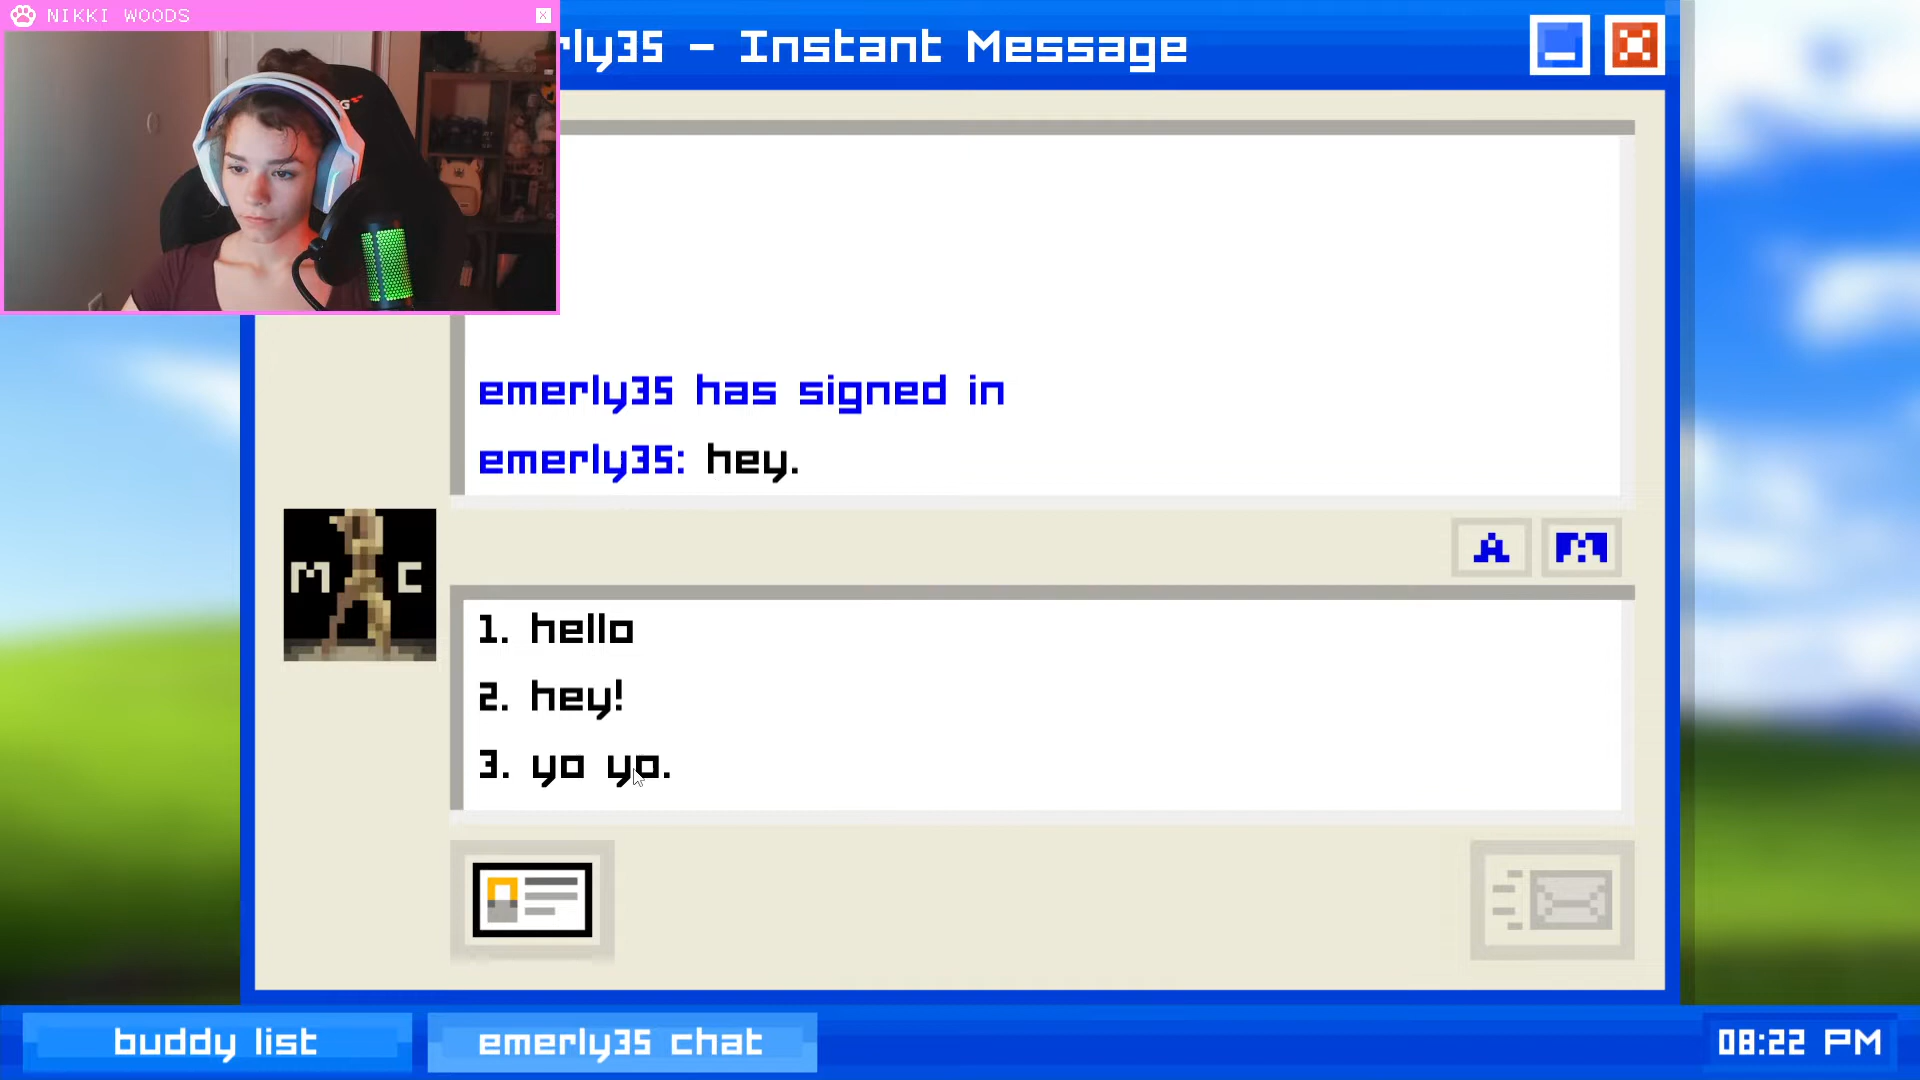 NIKKI WOODS
rly35 – Instant Message
emerly35 has signed in
emerly35: hey.
M C
A M
1. hello
2. hey!
3. yo yo.
buddy list
emerly35 chat
08:22 PM